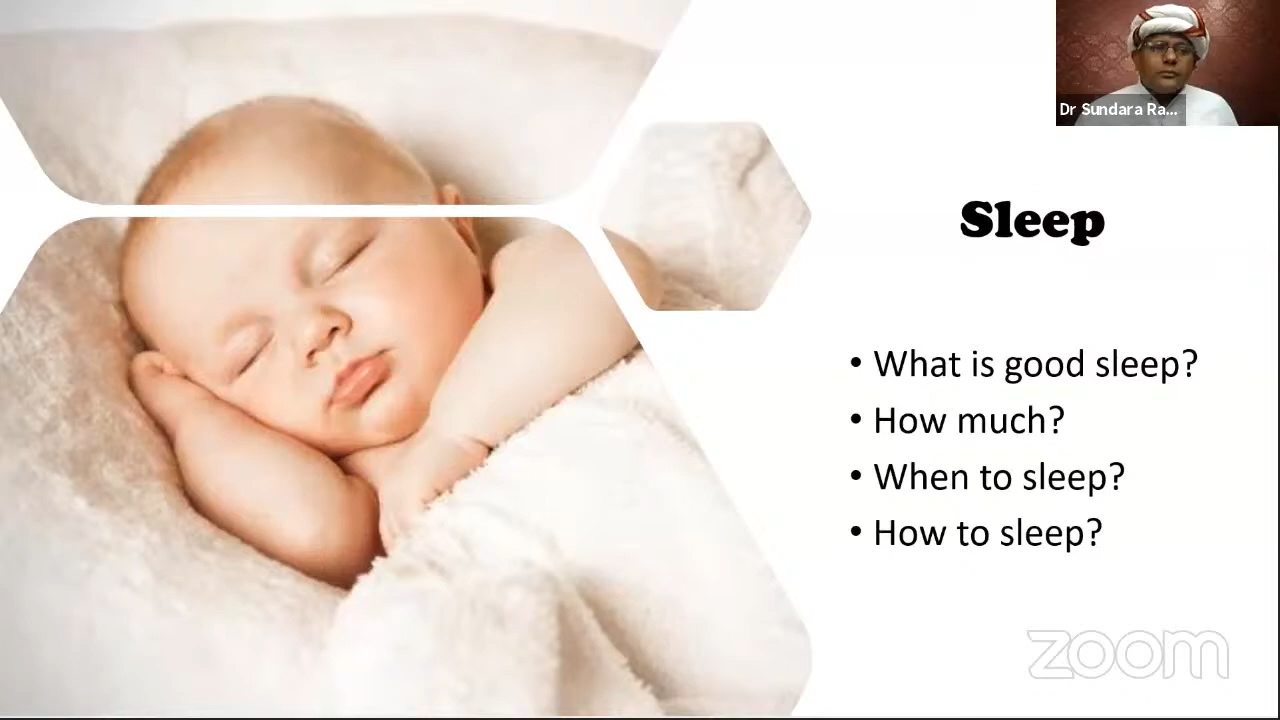 Dr Sundara Ra...
Sleep
• What is good sleep?
• How much?
• When to sleep?
• How to sleep?
zoom